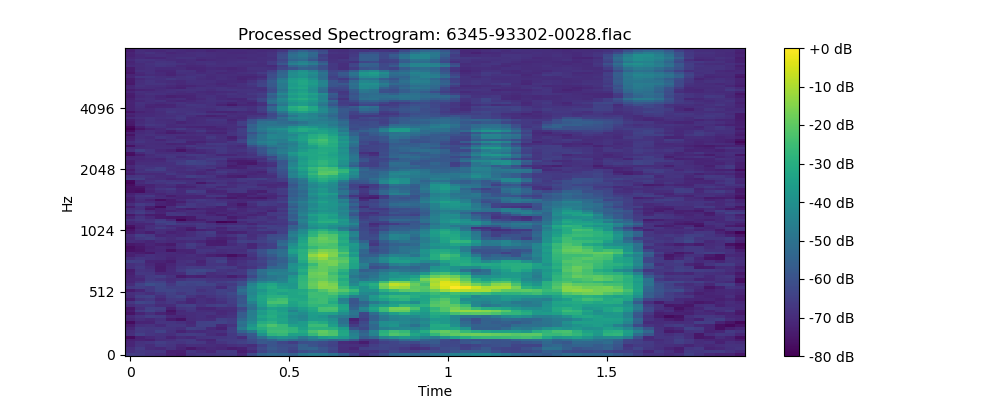 Processed Spectrogram: 6345-93302-0028.flac
Hz
4096
2048
1024
512
0
0
0.5
1
1.5
Time
+0 dB
-10 dB
-20 dB
-30 dB
-40 dB
-50 dB
-60 dB
-70 dB
-80 dB